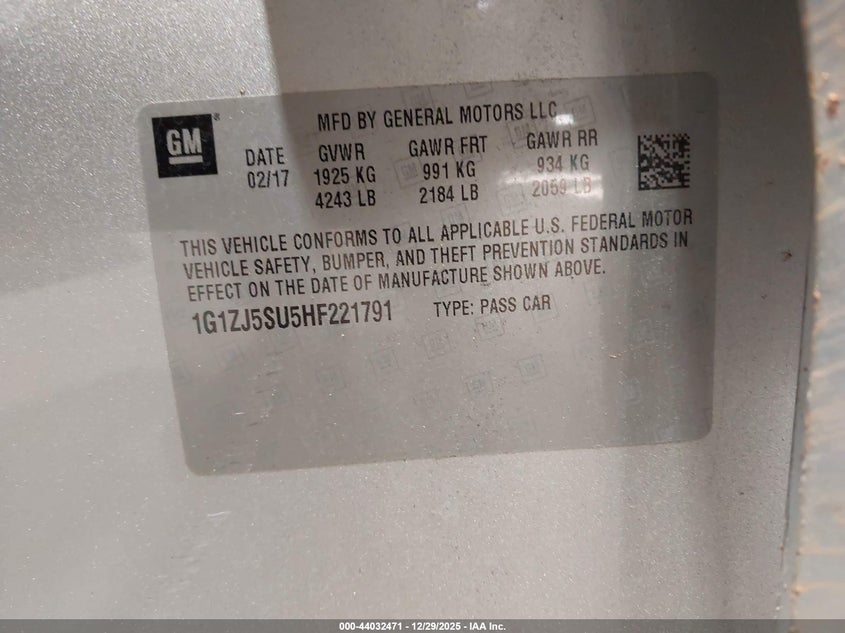 MFD BY GENERAL MOTORS LLC
GM
DATE GVWR GAWR FRT GAWR RR
02/17 1925 KG 991 KG 934 KG
4243 LB 2184 LB 2059 LB
THIS VEHICLE CONFORMS TO ALL APPLICABLE U.S. FEDERAL MOTOR
VEHICLE SAFETY, BUMPER, AND THEFT PREVENTION STANDARDS IN
EFFECT ON THE DATE OF MANUFACTURE SHOWN ABOVE.
1G1ZJ5SU5HF221791 TYPE: PASS CAR
000-44032471 | 12/29/2025 - IAA Inc.